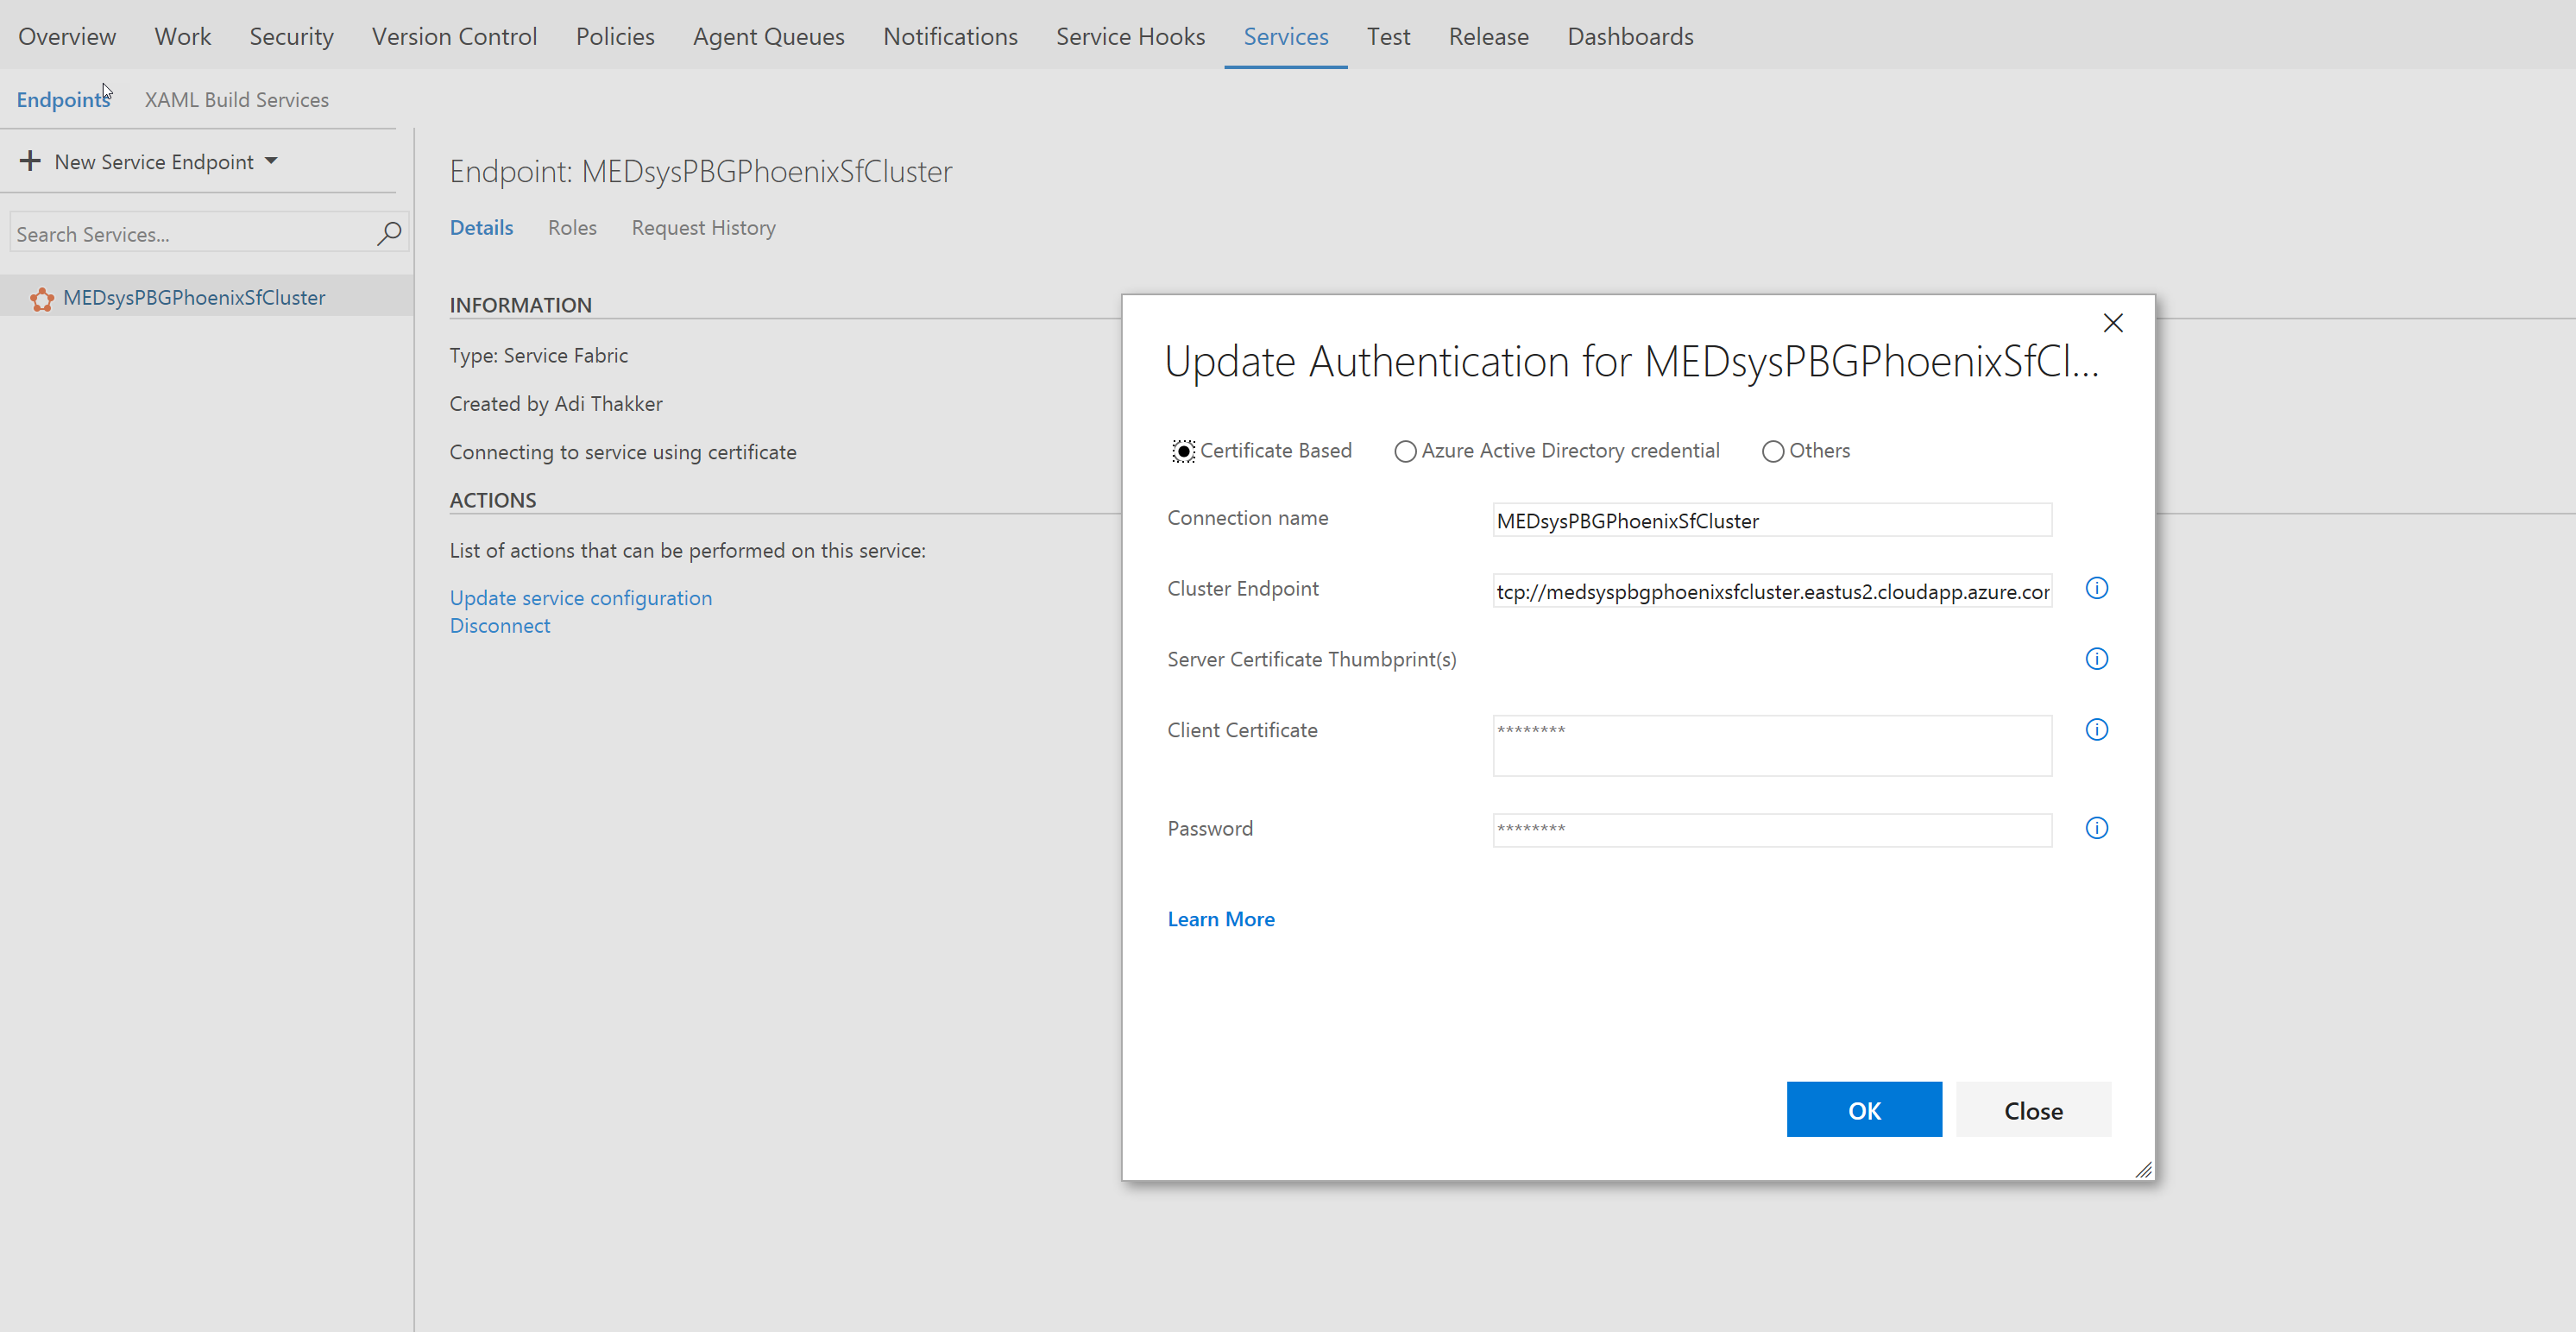 Overview Work Security Version Control Policies Agent Queues Notifications Service Hooks Services Test Release Dashboards
Endpoints XAML Build Services
New Service Endpoint
Search Services...
MEDsysPBGPhoenixSfCluster
Endpoint: MEDsysPBGPhoenixSfCluster
Details Roles Request History
INFORMATION
Type: Service Fabric
Created by Adi Thakker
Connecting to service using certificate
ACTIONS
List of actions that can be performed on this service:
Update service configuration
Disconnect
Update Authentication for MEDsysPBGPhoenixSfCl...
Certificate Based Azure Active Directory credential Others
Connection name MEDsysPBGPhoenixSfCluster
Cluster Endpoint tcp://medsyspbgphoenixsfcluster.eastus2.cloudapp.azure.cor
Server Certificate Thumbprint(s)
Client Certificate ********
Password ********
Learn More
OK Close